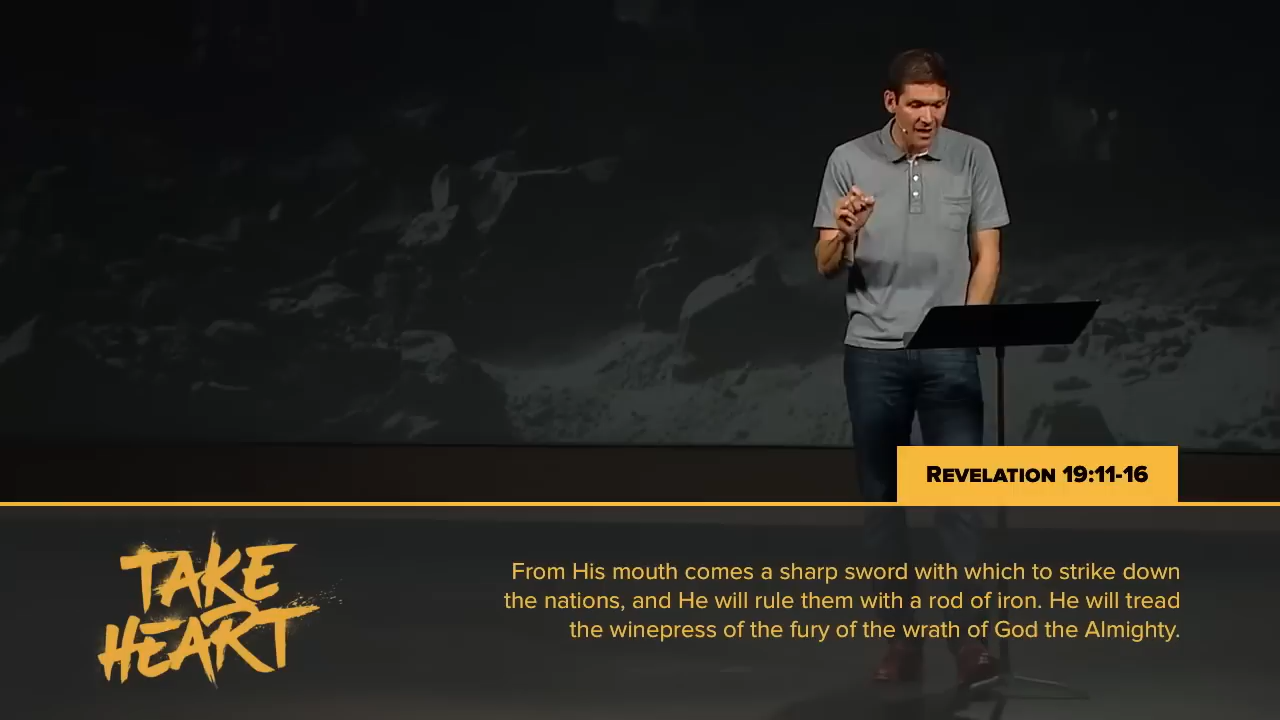 REVELATION 19:11-16
TAKE
HEART
From His mouth comes a sharp sword with which to strike down
the nations, and He will rule them with a rod of iron. He will tread
the winepress of the fury of the wrath of God the Almighty.